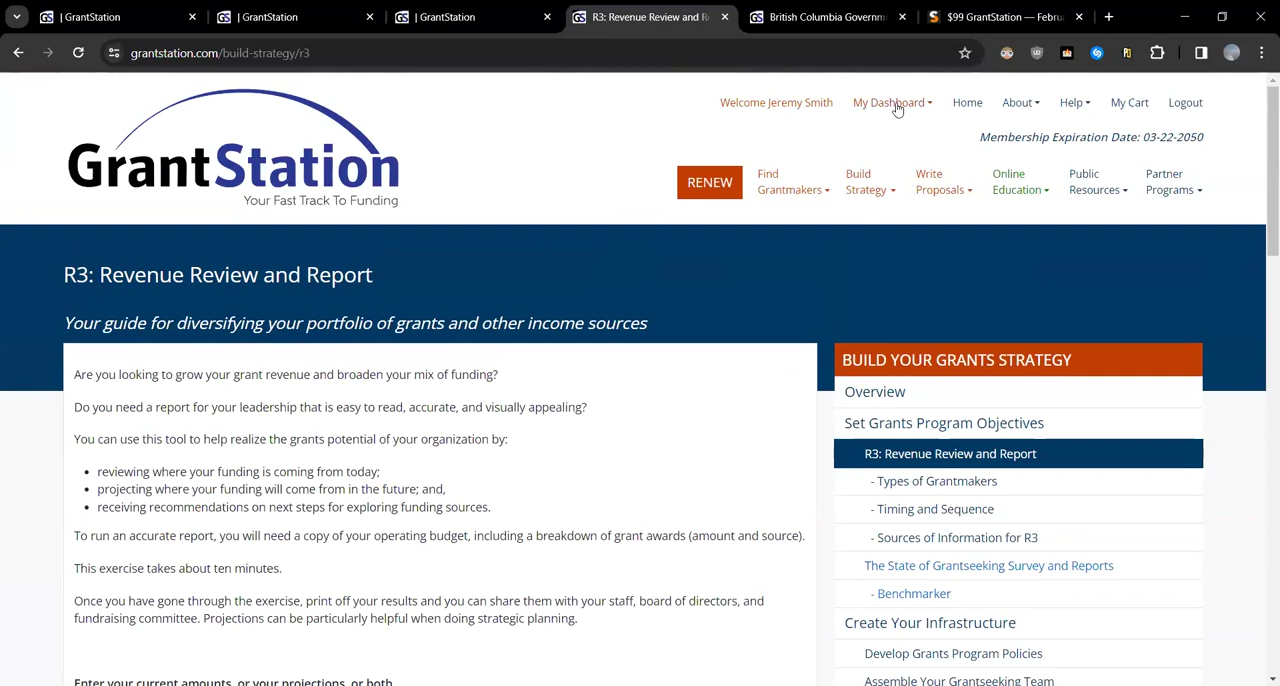 | GrantStation
| GrantStation
| GrantStation
R3: Revenue Review and R
British Columbia Governm
$99 GrantStation — Febru
grantstation.com/build-strategy/r3
Welcome Jeremy Smith
My Dashboard
Home
About
Help
My Cart
Logout
Membership Expiration Date: 03-22-2050
GrantStation
Your Fast Track To Funding
RENEW
Find
Grantmakers
Build
Strategy
Write
Proposals
Online
Education
Public
Resources
Partner
Programs
R3: Revenue Review and Report
Your guide for diversifying your portfolio of grants and other income sources
Are you looking to grow your grant revenue and broaden your mix of funding?
Do you need a report for your leadership that is easy to read, accurate, and visually appealing?
You can use this tool to help realize the grants potential of your organization by:
• reviewing where your funding is coming from today;
• projecting where your funding will come from in the future; and,
• receiving recommendations on next steps for exploring funding sources.
To run an accurate report, you will need a copy of your operating budget, including a breakdown of grant awards (amount and source).
This exercise takes about ten minutes.
Once you have gone through the exercise, print off your results and you can share them with your staff, board of directors, and
fundraising committee. Projections can be particularly helpful when doing strategic planning.
Enter your current amounts, or your projections, or both
BUILD YOUR GRANTS STRATEGY
Overview
Set Grants Program Objectives
R3: Revenue Review and Report
- Types of Grantmakers
- Timing and Sequence
- Sources of Information for R3
The State of Grantseeking Survey and Reports
- Benchmarker
Create Your Infrastructure
Develop Grants Program Policies
Assemble Your Grantseeking Team